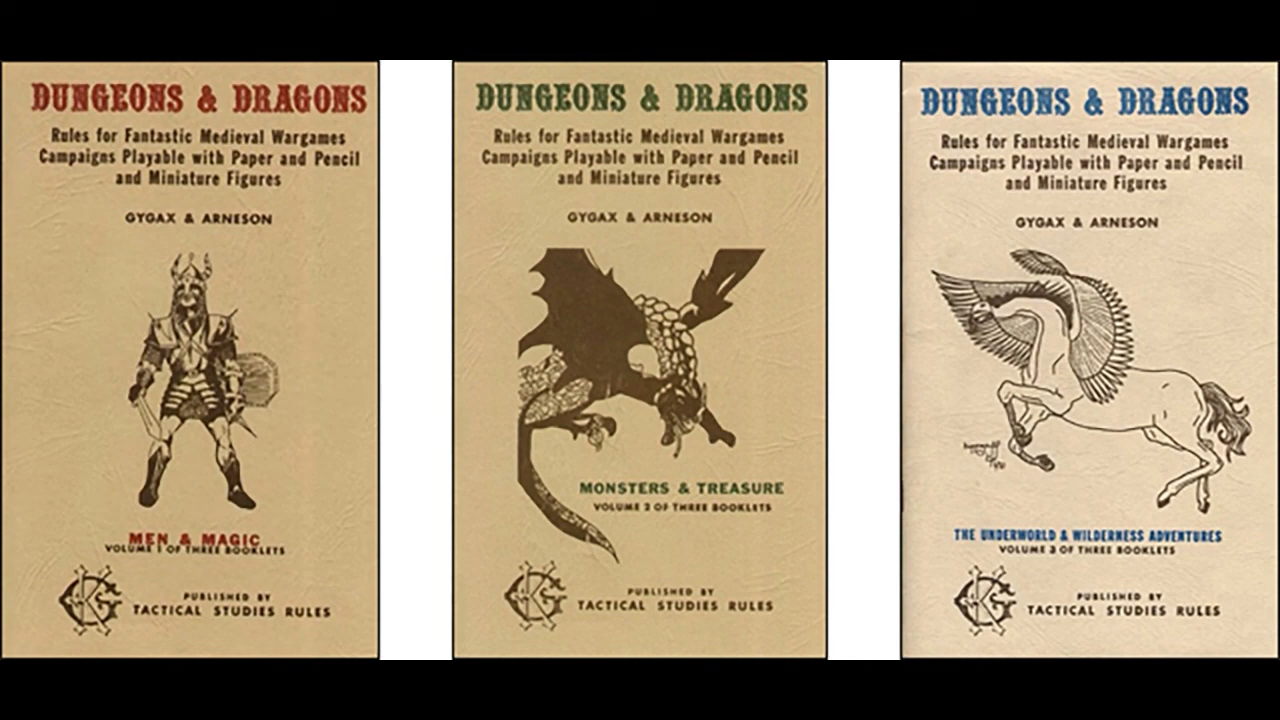 DUNGEONS & DRAGONS
Rules for Fantastic Medieval Wargames
Campaigns Playable with Paper and Pencil
and Miniature Figures
GYGAX & ARNESON
MEN & MAGIC
VOLUME 1 OF THREE BOOKLETS
PUBLISHED BY
TACTICAL STUDIES RULES
DUNGEONS & DRAGONS
Rules for Fantastic Medieval Wargames
Campaigns Playable with Paper and Pencil
and Miniature Figures
GYGAX & ARNESON
MONSTERS & TREASURE
VOLUME 2 OF THREE BOOKLETS
PUBLISHED BY
TACTICAL STUDIES RULES
DUNGEONS & DRAGONS
Rules for Fantastic Medieval Wargames
Campaigns Playable with Paper and Pencil
and Miniature Figures
GYGAX & ARNESON
THE UNDERWORLD & WILDERNESS ADVENTURES
VOLUME 3 OF THREE BOOKLETS
PUBLISHED BY
TACTICAL STUDIES RULES